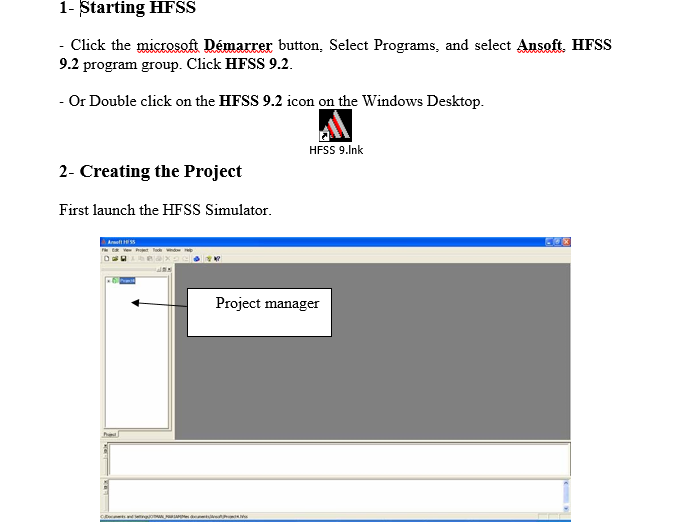 1- Starting HFSS
- Click the microsoft Démarrer button, Select Programs, and select Ansoft, HFSS
9.2 program group. Click HFSS 9.2.
- Or Double click on the HFSS 9.2 icon on the Windows Desktop.
HFSS 9.lnk
2- Creating the Project
First launch the HFSS Simulator.
Ansoft HFSS
File Edit View Project Tools Window Help
Project4
Project manager
Project